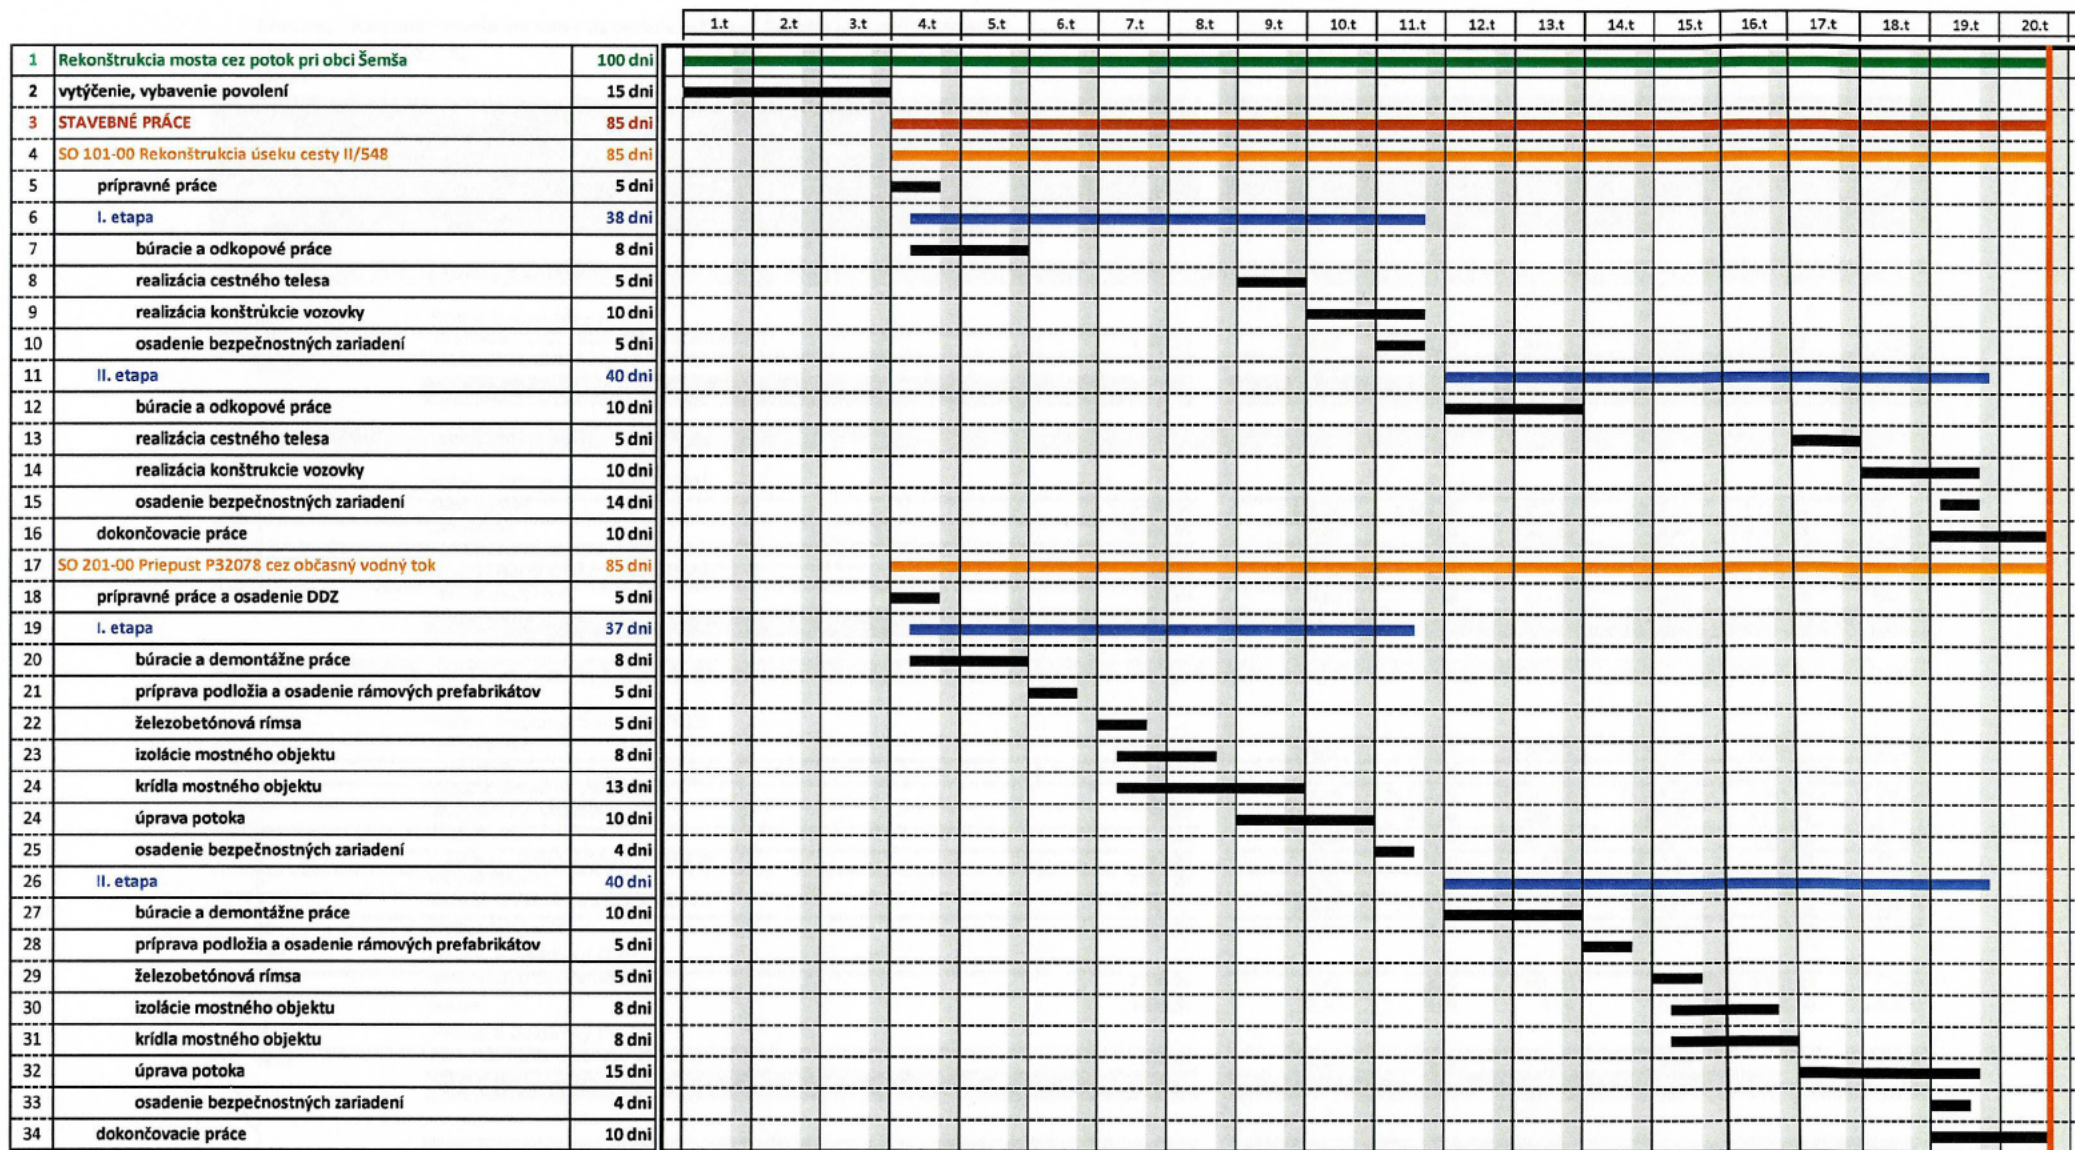 1.t 2.t 3.t 4.t 5.t 6.t 7.t 8.t 9.t 10.t 11.t 12.t 13.t 14.t 15.t 16.t 17.t 18.t 19.t 20.t
1 Rekonštrukcia mosta cez potok pri obci Šemša 100 dni
2 vytýčenie, vybavenie povolení 15 dni
3 STAVEBNÉ PRÁCE 85 dni
4 SO 101-00 Rekonštrukcia úseku cesty II/548 85 dni
5 prípravné práce 5 dni
6 I. etapa 38 dni
7 búracie a odkopové práce 8 dni
8 realizácia cestného telesa 5 dni
9 realizácia konštrukcie vozovky 10 dni
10 osadenie bezpečnostných zariadení 5 dni
11 II. etapa 40 dni
12 búracie a odkopové práce 10 dni
13 realizácia cestného telesa 5 dni
14 realizácia konštrukcie vozovky 10 dni
15 osadenie bezpečnostných zariadení 14 dni
16 dokončovacie práce 10 dni
17 SO 201-00 Priepust P32078 cez občasný vodný tok 85 dni
18 prípravné práce a osadenie DDZ 5 dni
19 I. etapa 37 dni
20 búracie a demontážne práce 8 dni
21 príprava podložia a osadenie rámových prefabrikátov 5 dni
22 železobetónová rímsa 5 dni
23 izolácie mostného objektu 8 dni
24 krídla mostného objektu 13 dni
24 úprava potoka 10 dni
25 osadenie bezpečnostných zariadení 4 dni
26 II. etapa 40 dni
27 búracie a demontážne práce 10 dni
28 príprava podložia a osadenie rámových prefabrikátov 5 dni
29 železobetónová rímsa 5 dni
30 izolácie mostného objektu 8 dni
31 krídla mostného objektu 8 dni
32 úprava potoka 15 dni
33 osadenie bezpečnostných zariadení 4 dni
34 dokončovacie práce 10 dni